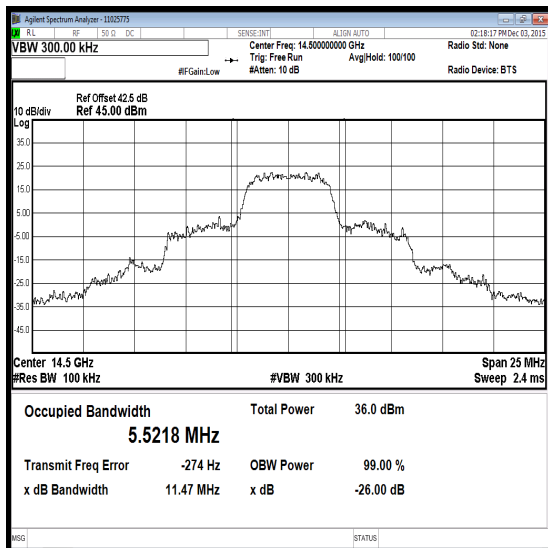 Agilent Spectrum Analyzer - 11025775
RL RF 50 Ω DC SENSE:INT ALIGN AUTO 02:18:17 PM Dec 03, 2015
VBW 300.00 kHz
Center Freq: 14.500000000 GHz
Radio Std: None
Trig: Free Run Avg|Hold: 100/100
#IFGain:Low #Atten: 10 dB Radio Device: BTS
Ref Offset 42.5 dB
10 dB/div Ref 45.00 dBm
Log
35.0
25.0
15.0
5.00
-5.00
-15.0
-25.0
-35.0
-45.0
Center 14.5 GHz Span 25 MHz
#Res BW 100 kHz #VBW 300 kHz Sweep 2.4 ms
Occupied Bandwidth Total Power 36.0 dBm
5.5218 MHz
Transmit Freq Error -274 Hz OBW Power 99.00 %
x dB Bandwidth 11.47 MHz x dB -26.00 dB
MSG STATUS